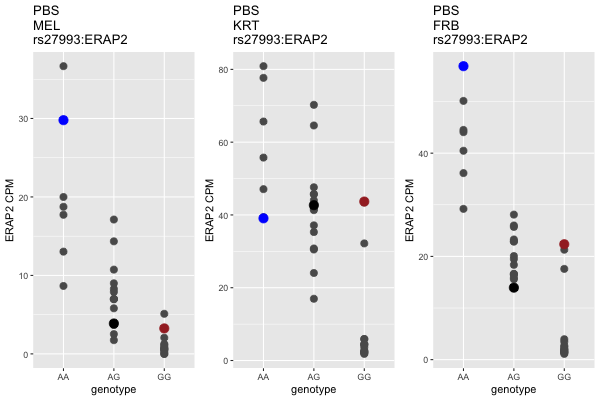 PBS
MEL
rs27993:ERAP2
ERAP2 CPM
30
20
10
0
AA
AG
GG
genotype
PBS
KRT
rs27993:ERAP2
ERAP2 CPM
80
60
40
20
0
AA
AG
GG
genotype
PBS
FRB
rs27993:ERAP2
ERAP2 CPM
40
20
0
AA
AG
GG
genotype